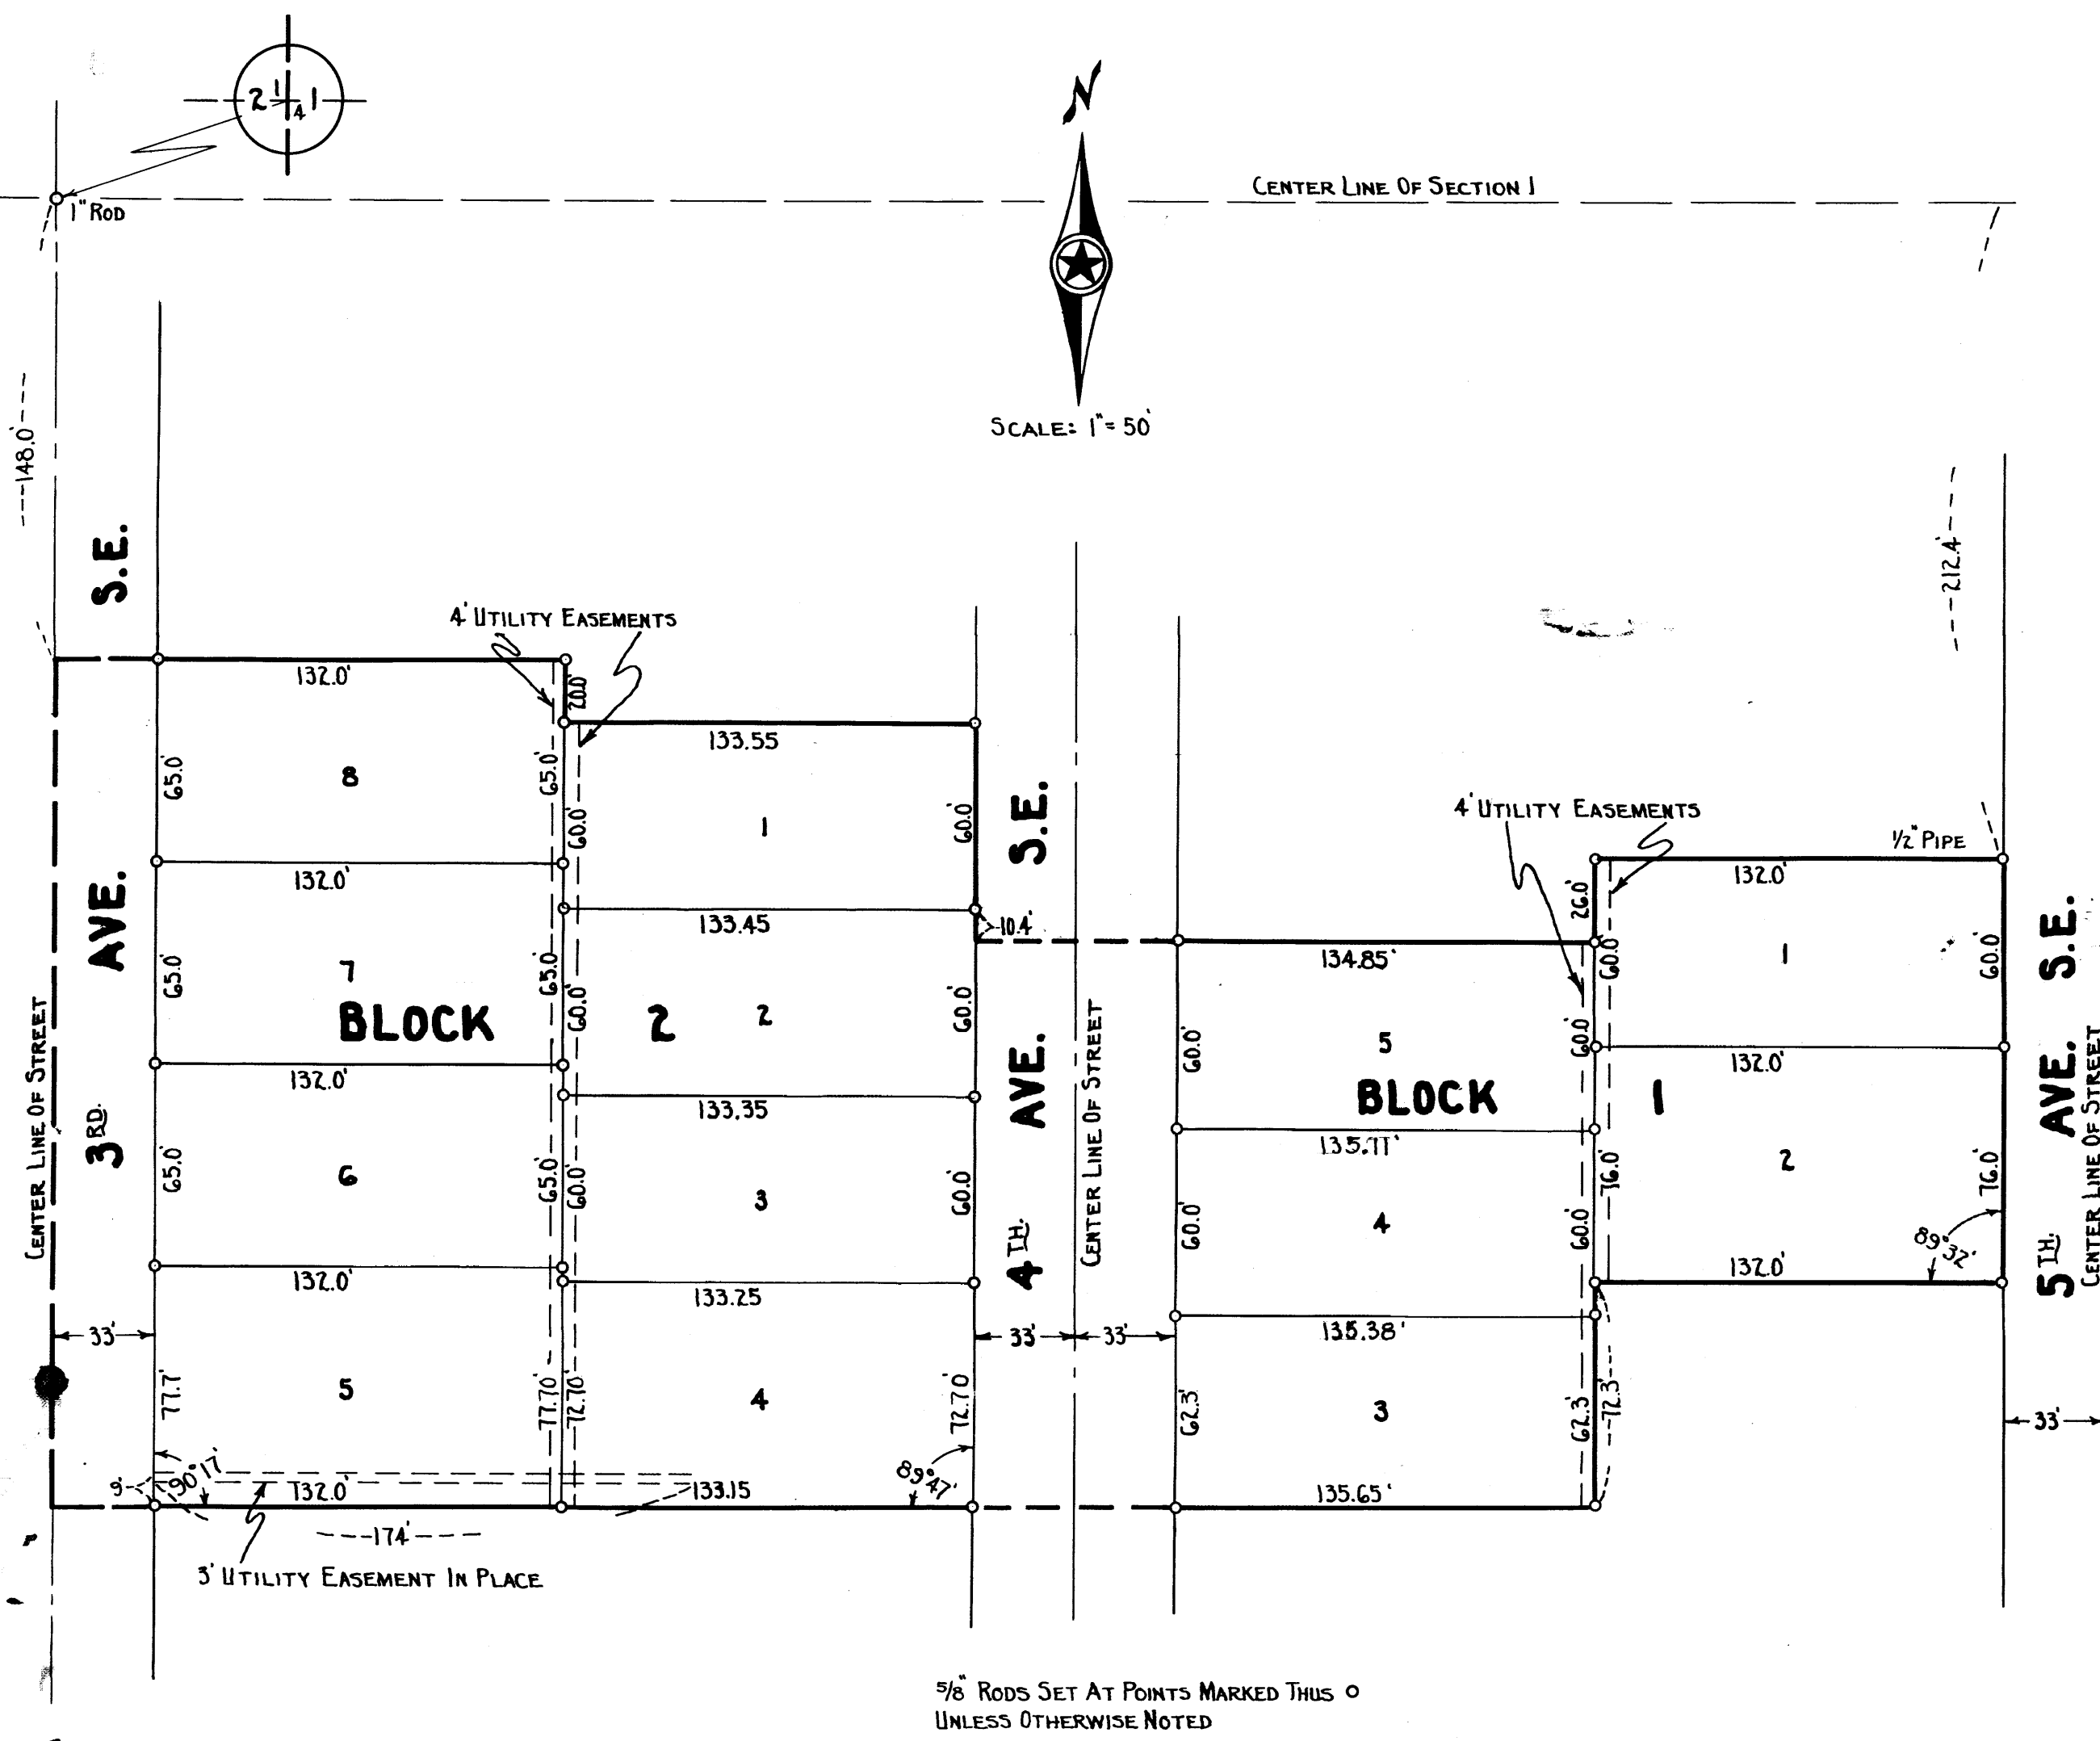 2 1/4 1
1" ROD
N
CENTER LINE OF SECTION 1
SCALE: 1" = 50'
148.0'
212.4'
S.E.
AVE.
3RD.
CENTER LINE OF STREET
4' UTILITY EASEMENTS
132.0'
20.0'
133.55
65.0'
8
65.0'
60.0'
1
60.0'
132.0'
133.45
10.4'
65.0'
7
65.0'
60.0'
2
60.0'
BLOCK 2
132.0'
133.35
65.0'
6
65.0'
60.0'
3
60.0'
132.0'
133.25
33'
77.7'
5
77.70'
72.70'
4
72.70'
90°17'
89°47'
9'
132.0'
133.15
174'
3' UTILITY EASEMENT IN PLACE
S.E.
AVE.
4TH.
CENTER LINE OF STREET
33'
33'
4' UTILITY EASEMENTS
1/2" PIPE
132.0'
26.0'
134.85'
60.0'
1
60.0'
60.0'
5
60.0'
132.0'
BLOCK 1
76.0'
2
76.0'
60.0'
4
60.0'
89°32'
132.0'
135.38'
62.3'
3
62.3'
72.3'
135.65'
S.E.
AVE.
5TH.
CENTER LINE OF STREET
33'
5/8" RODS SET AT POINTS MARKED THUS O
UNLESS OTHERWISE NOTED